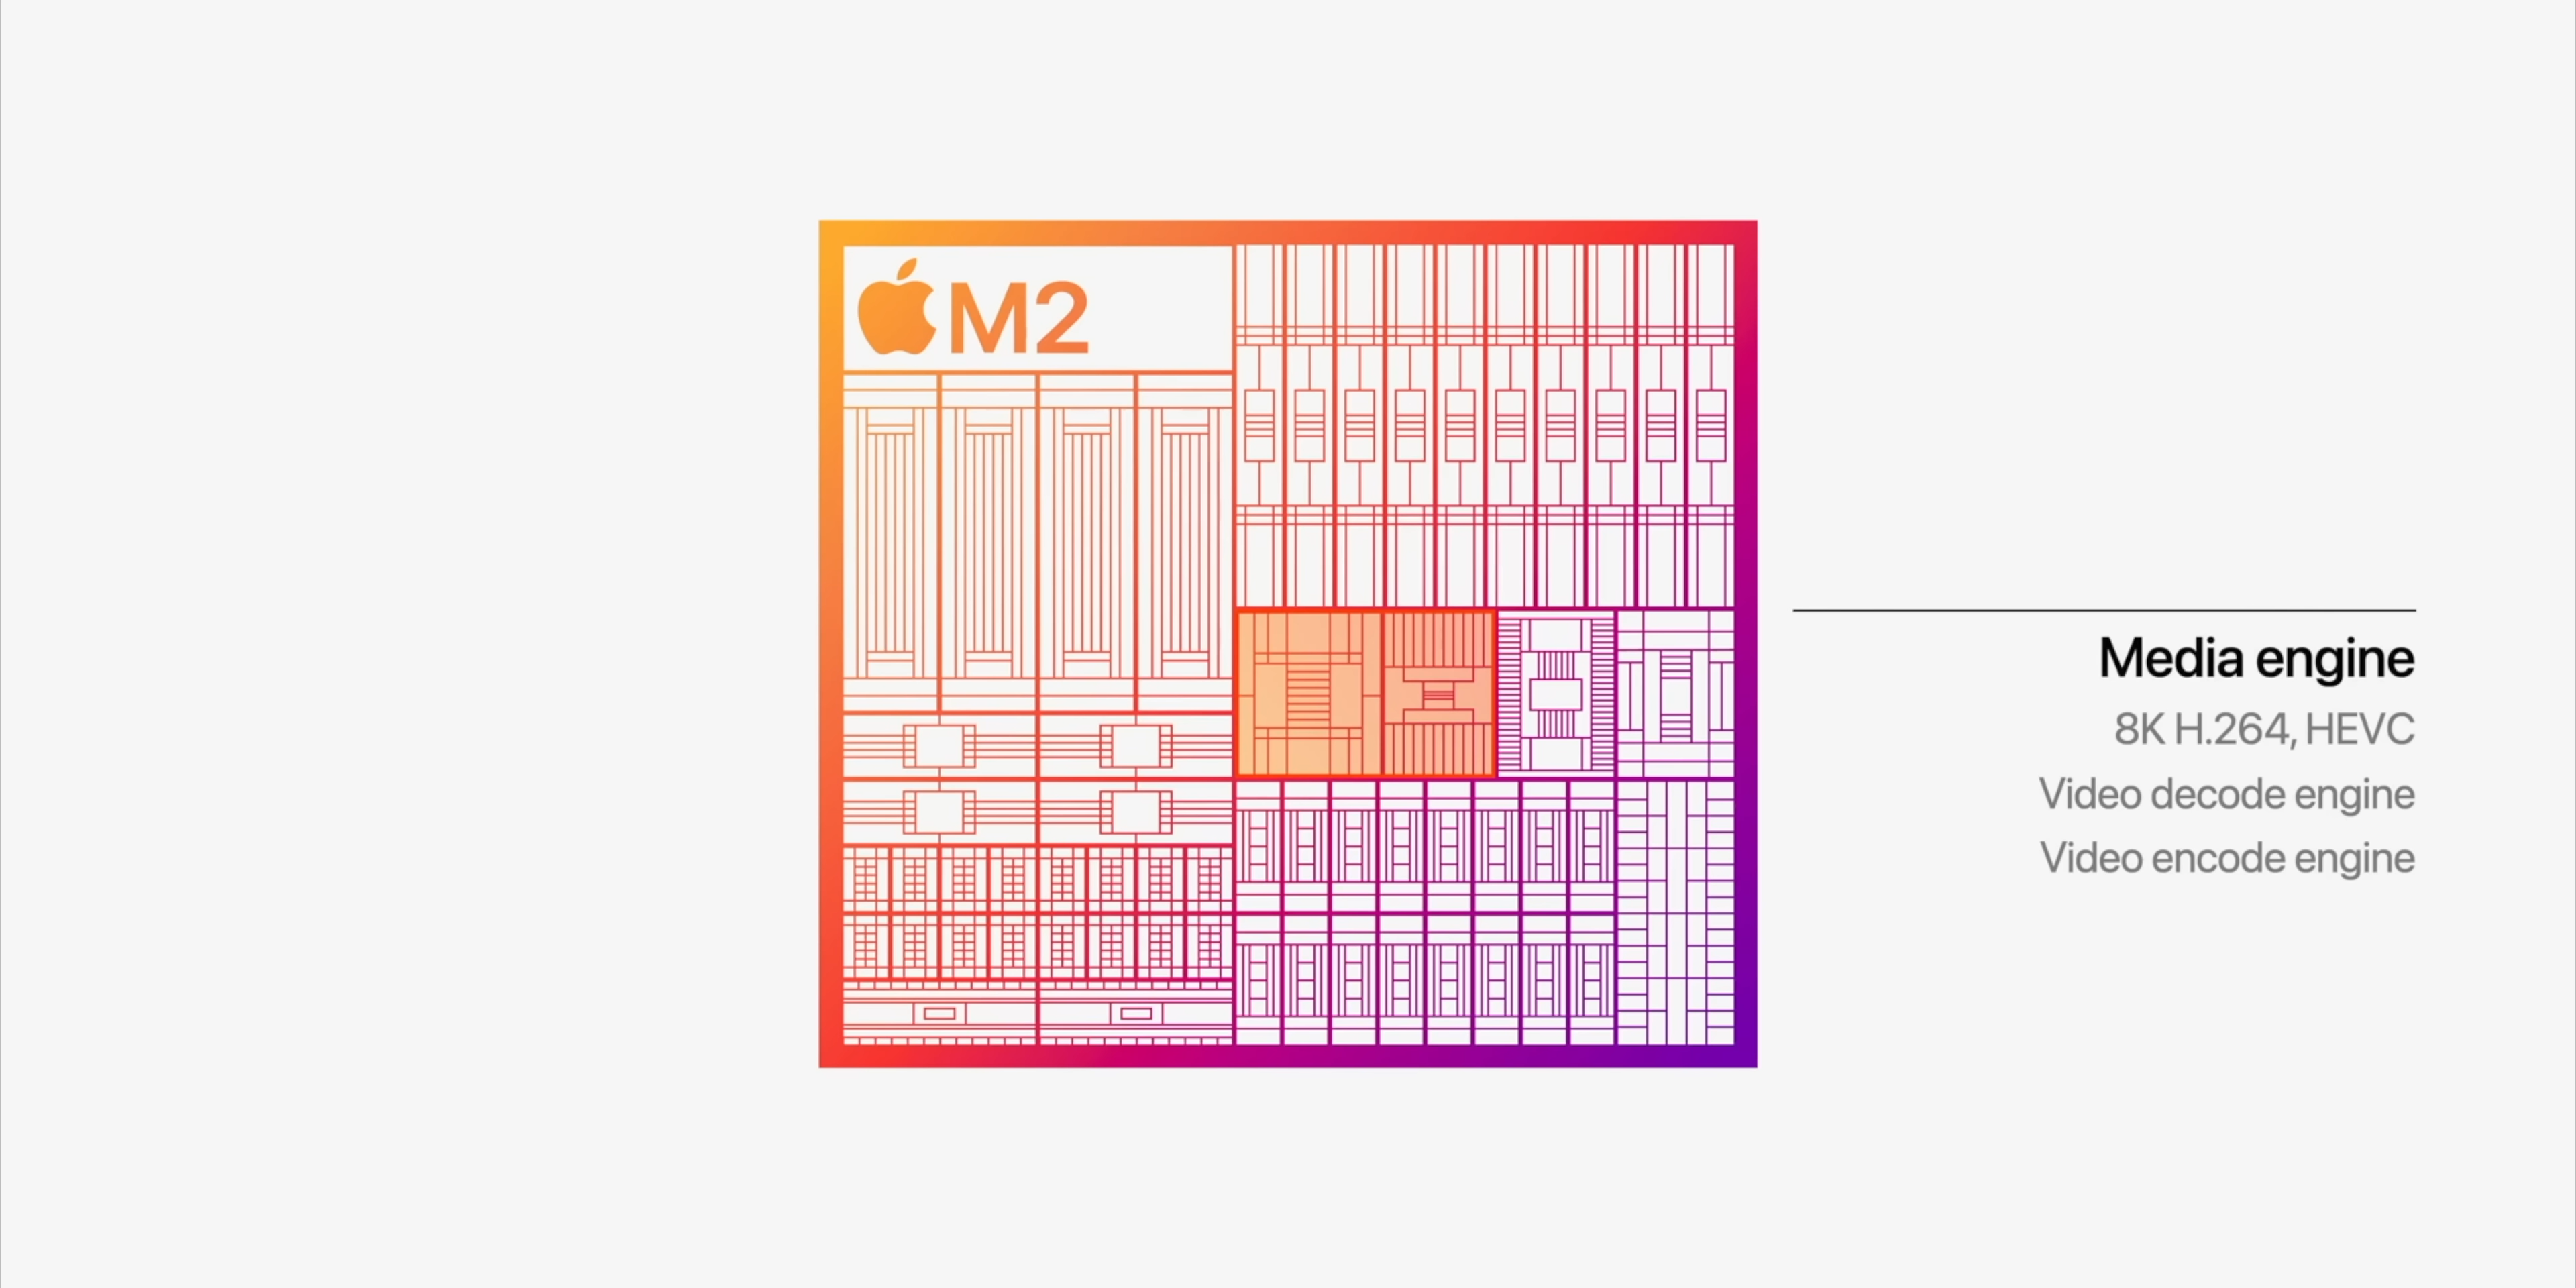 M2
Media engine
8K H.264, HEVC
Video decode engine
Video encode engine